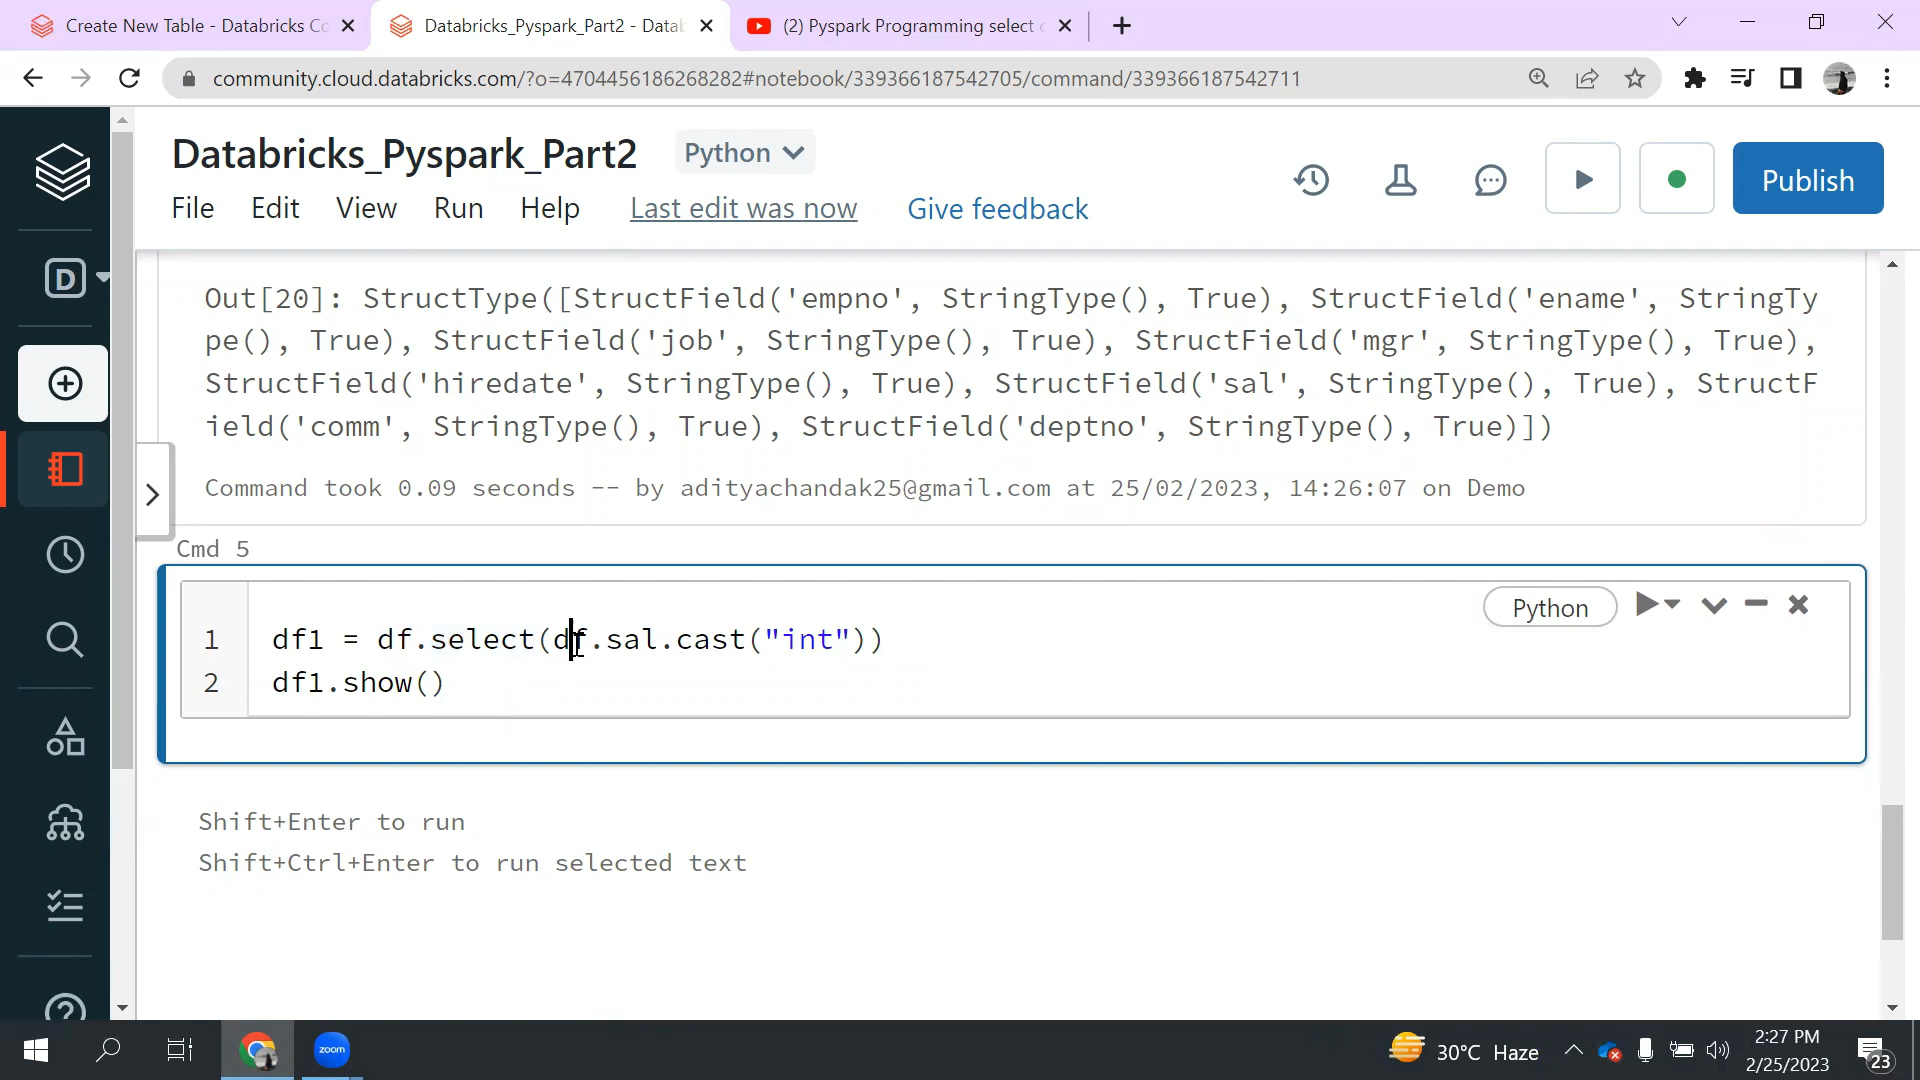 Create New Table - Databricks Co
Databricks_Pyspark_Part2 - Datab
(2) Pyspark Programming select c
community.cloud.databricks.com/?o=4704456186268282#notebook/339366187542705/command/339366187542711
Databricks_Pyspark_Part2
Python
File Edit View Run Help Last edit was now Give feedback
Publish
D
Out[20]: StructType([StructField('empno', StringType(), True), StructField('ename', StringTy
pe(), True), StructField('job', StringType(), True), StructField('mgr', StringType(), True),
StructField('hiredate', StringType(), True), StructField('sal', StringType(), True), StructF
ield('comm', StringType(), True), StructField('deptno', StringType(), True)])
Command took 0.09 seconds -- by adityachandak25@gmail.com at 25/02/2023, 14:26:07 on Demo
Cmd 5
Python
1 df1 = df.select(df.sal.cast("int"))
2 df1.show()
Shift+Enter to run
Shift+Ctrl+Enter to run selected text
zoom
30°C Haze
2:27 PM
2/25/2023
23